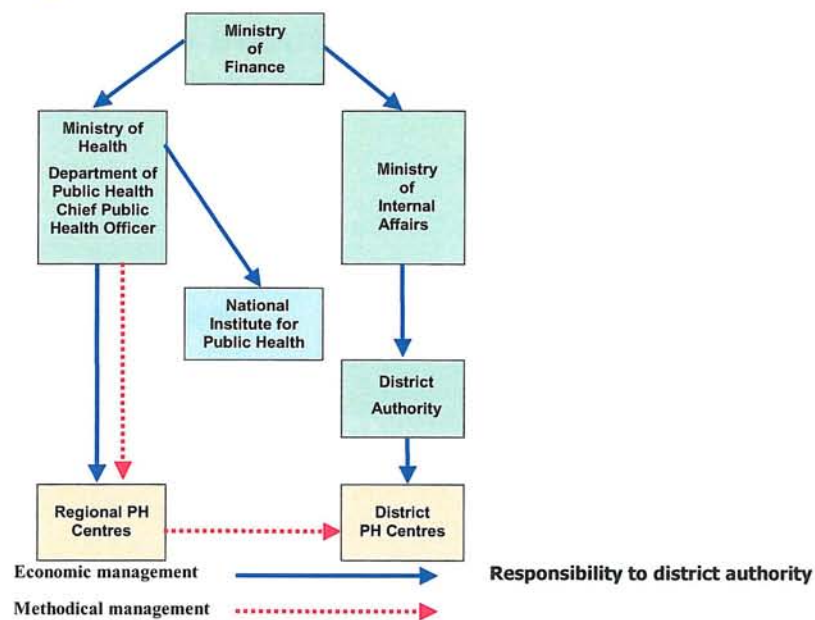 Ministry
of
Finance
Ministry of
Health
Department of
Public Health
Chief Public
Health Officer
Ministry
of
Internal
Affairs
National
Institute for
Public Health
District
Authority
Regional PH
Centres
District
PH Centres
Economic management
Responsibility to district authority
Methodical management